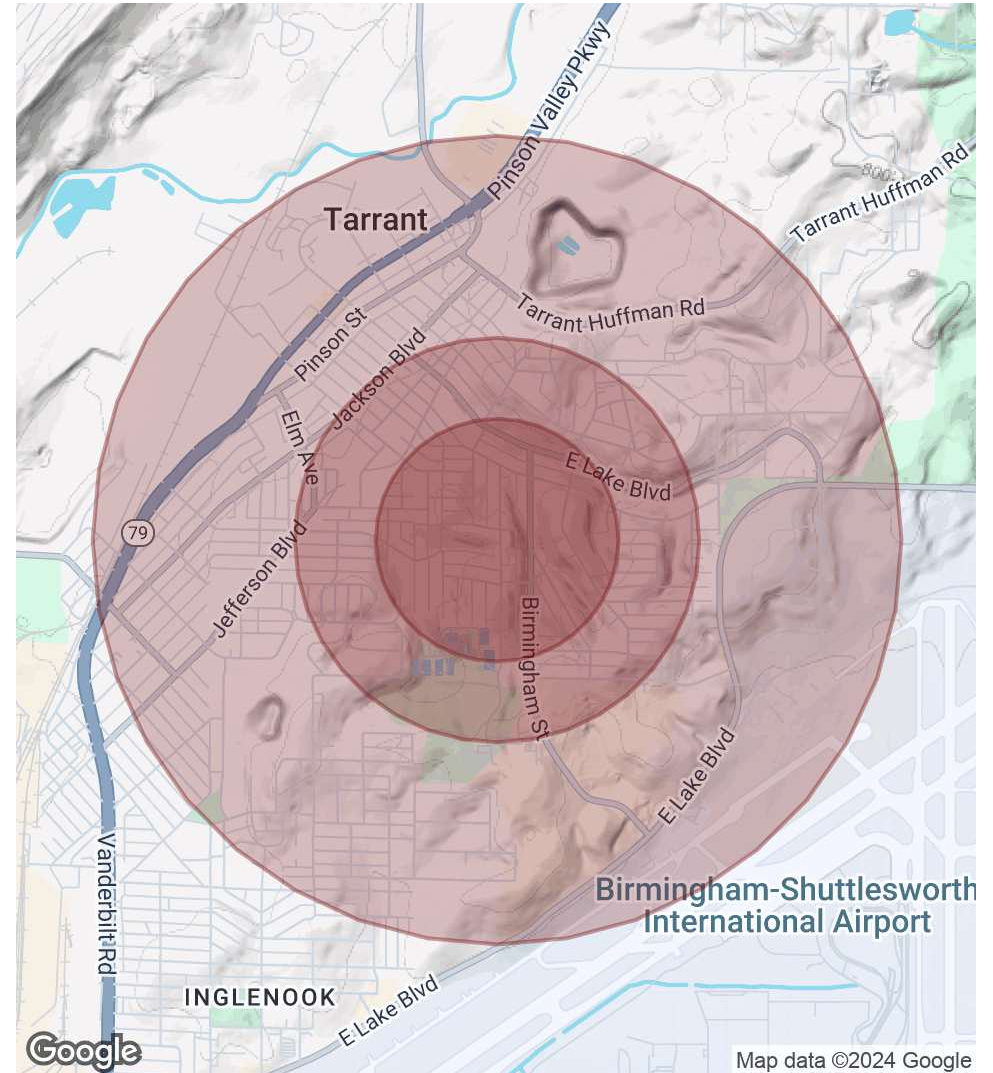 Pinson Valley Pkwy
Tarrant Huffman Rd
800
Tarrant
Tarrant Huffman Rd
Pinson St
Jackson Blvd
Elm Ave
E Lake Blvd
79
Jefferson Blvd
Birmingham St
E Lake Blvd
Vanderbilt Rd
Birmingham-Shuttlesworth
International Airport
INGLENOOK
E Lake Blvd
Google
Map data ©2024 Google